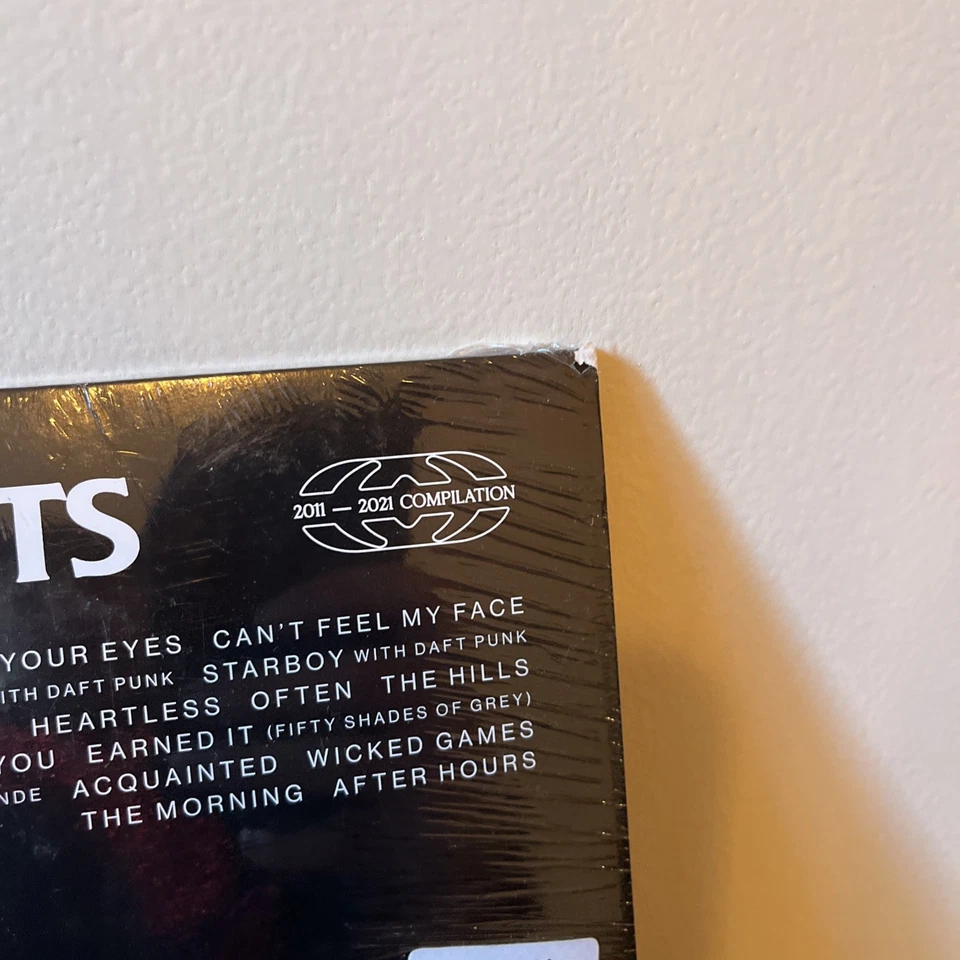 TS
2011 — 2021 COMPILATION
YOUR EYES CAN'T FEEL MY FACE
ITH DAFT PUNK STARBOY WITH DAFT PUNK
HEARTLESS OFTEN THE HILLS
YOU EARNED IT (FIFTY SHADES OF GREY)
NDE ACQUAINTED WICKED GAMES
THE MORNING AFTER HOURS